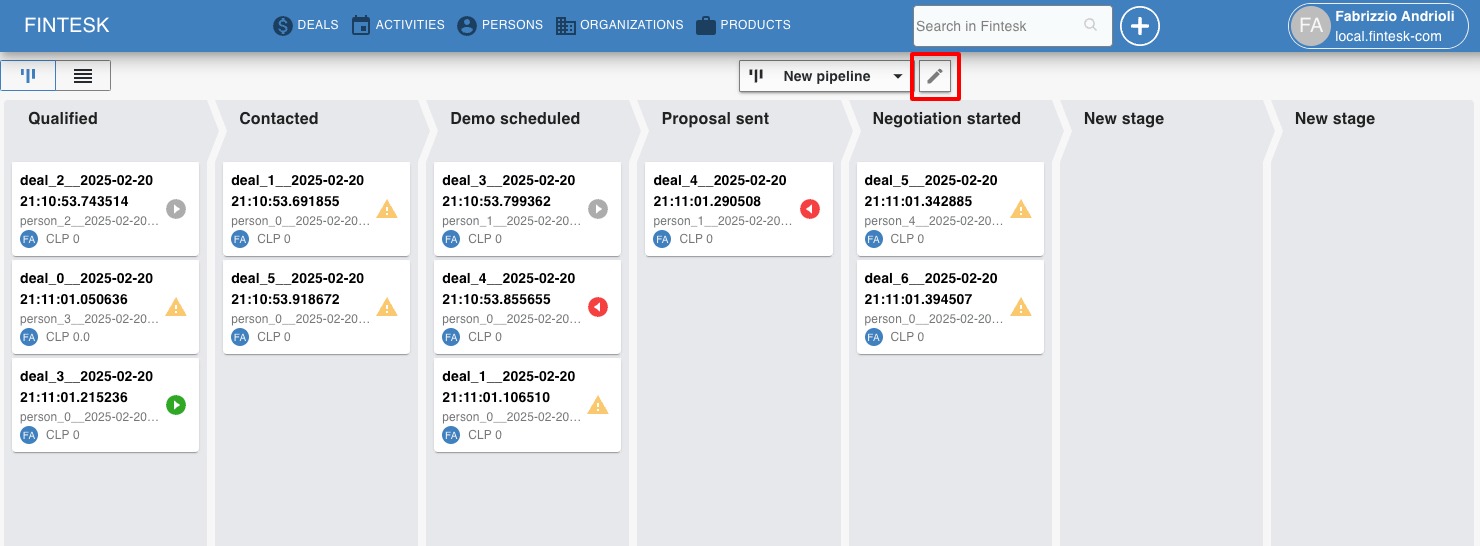 FINTESK
DEALS
ACTIVITIES
PERSONS
ORGANIZATIONS
PRODUCTS
Search in Fintesk
FA
Fabrizzio Andrioli
local.fintesk-com
New pipeline
Qualified
Contacted
Demo scheduled
Proposal sent
Negotiation started
New stage
New stage
deal_2__2025-02-20
21:10:53.743514
person_2__2025-02-20...
FA CLP 0
deal_0__2025-02-20
21:11:01.050636
person_3__2025-02-20...
FA CLP 0.0
deal_3__2025-02-20
21:11:01.215236
person_0__2025-02-20...
FA CLP 0
deal_1__2025-02-20
21:10:53.691855
person_0__2025-02-20...
FA CLP 0
deal_5__2025-02-20
21:10:53.918672
person_0__2025-02-20...
FA CLP 0
deal_3__2025-02-20
21:10:53.799362
person_1__2025-02-20...
FA CLP 0
deal_4__2025-02-20
21:10:53.855655
person_0__2025-02-20...
FA CLP 0
deal_1__2025-02-20
21:11:01.106510
person_0__2025-02-20...
FA CLP 0
deal_4__2025-02-20
21:11:01.290508
person_1__2025-02-20...
FA CLP 0
deal_5__2025-02-20
21:11:01.342885
person_4__2025-02-20...
FA CLP 0
deal_6__2025-02-20
21:11:01.394507
person_0__2025-02-20...
FA CLP 0